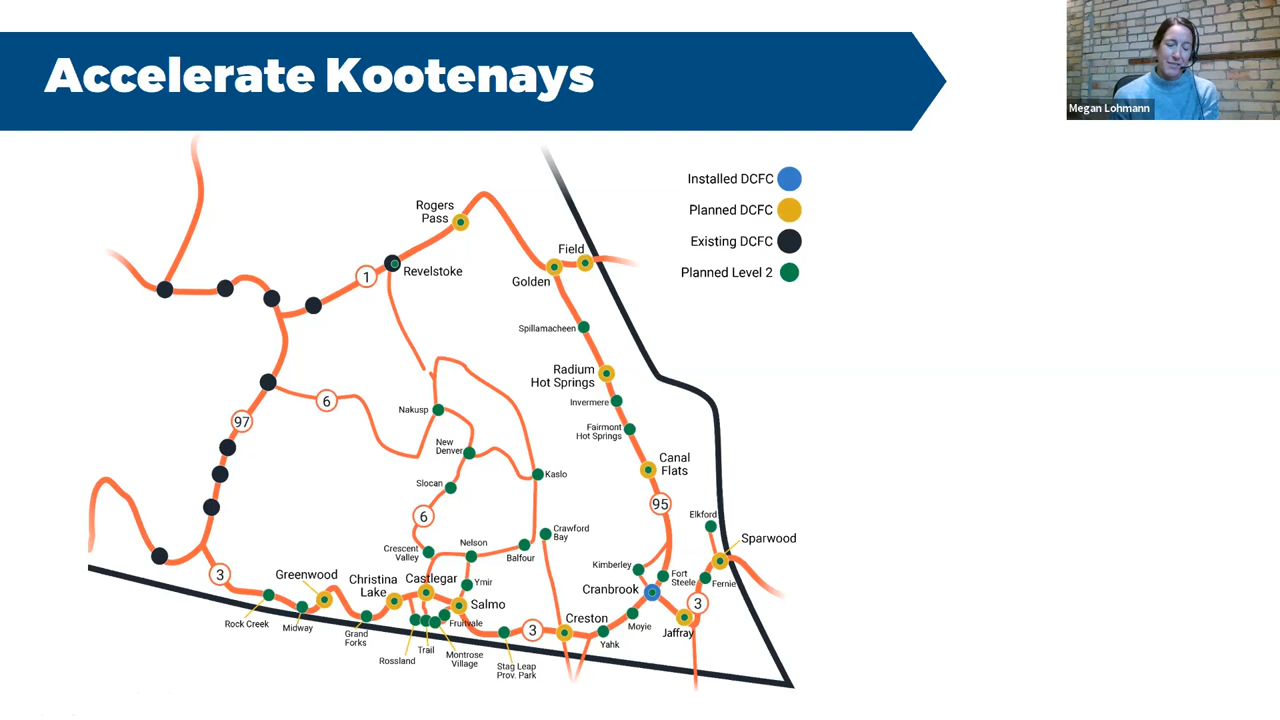 Accelerate Kootenays
Megan Lohmann
Installed DCFC
Planned DCFC
Existing DCFC
Planned Level 2
Rogers
Pass
Field
1
Revelstoke
Golden
Spillamacheen
Radium
Hot Springs
6
Invermere
Nakusp
97
Fairmont
Hot Springs
New
Denver
Canal
Flats
Kaslo
Slocan
95
6
Elkford
Crawford
Bay
Sparwood
Nelson
Crescent
Valley
Balfour
Kimberley
3
Greenwood
Christina
Lake
Castlegar
Ymir
Cranbrook
Fort
Steele
Fernie
Salmo
3
Rock Creek
Midway
Grand
Forks
Fruitvale
3
Creston
Moyie
Jaffray
Rossland
Trail
Montrose
Village
Yahk
Stag Leap
Prov. Park